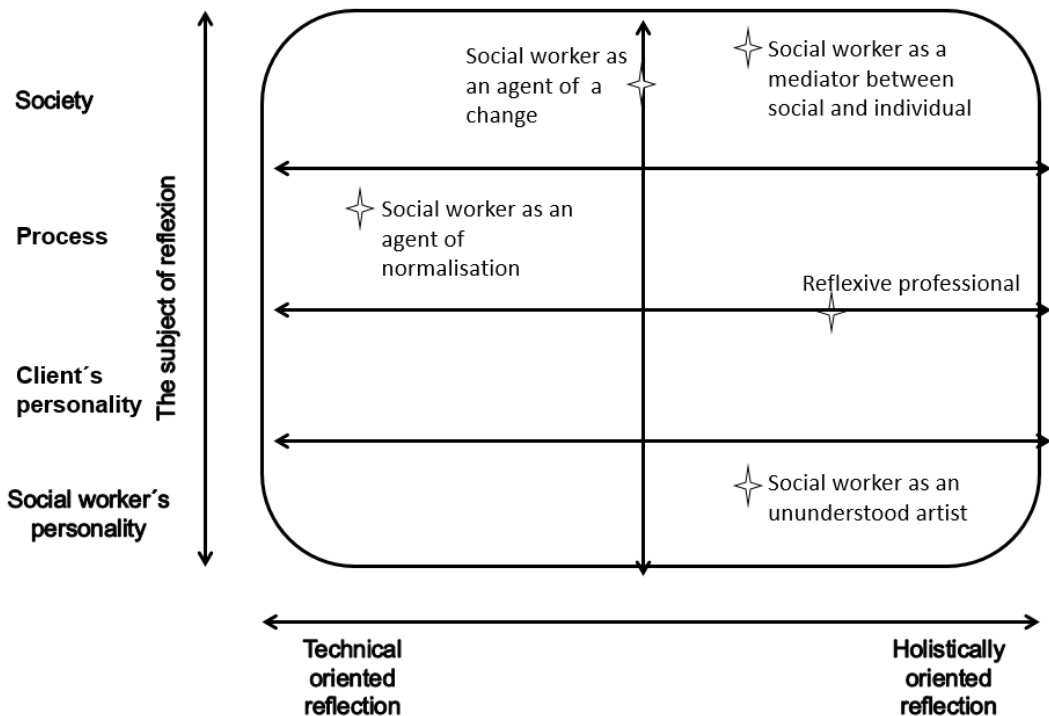 Society
Process
Client´s
personality
Social worker´s
personality
The subject of reflexion
Social worker as
an agent of a
change
Social worker as a
mediator between
social and individual
Social worker as an
agent of
normalisation
Reflexive professional
Social worker as an
ununderstood artist
Technical
oriented
reflection
Holistically
oriented
reflection